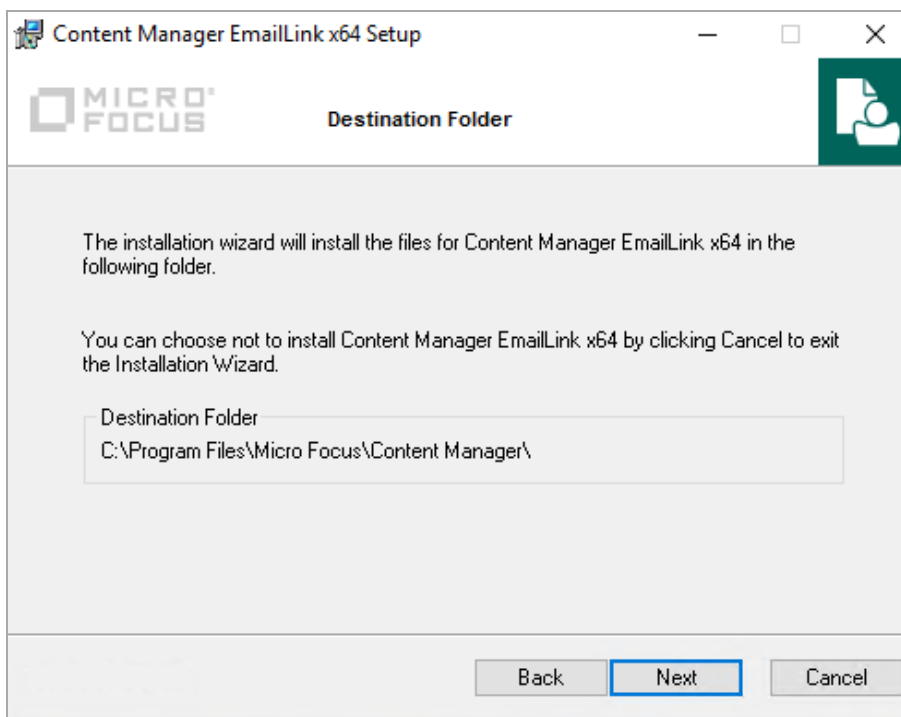 Content Manager EmailLink x64 Setup
MICRO
FOCUS
Destination Folder
The installation wizard will install the files for Content Manager EmailLink x64 in the
following folder.
You can choose not to install Content Manager EmailLink x64 by clicking Cancel to exit
the Installation Wizard.
Destination Folder
C:\Program Files\Micro Focus\Content Manager\
Back
Next
Cancel